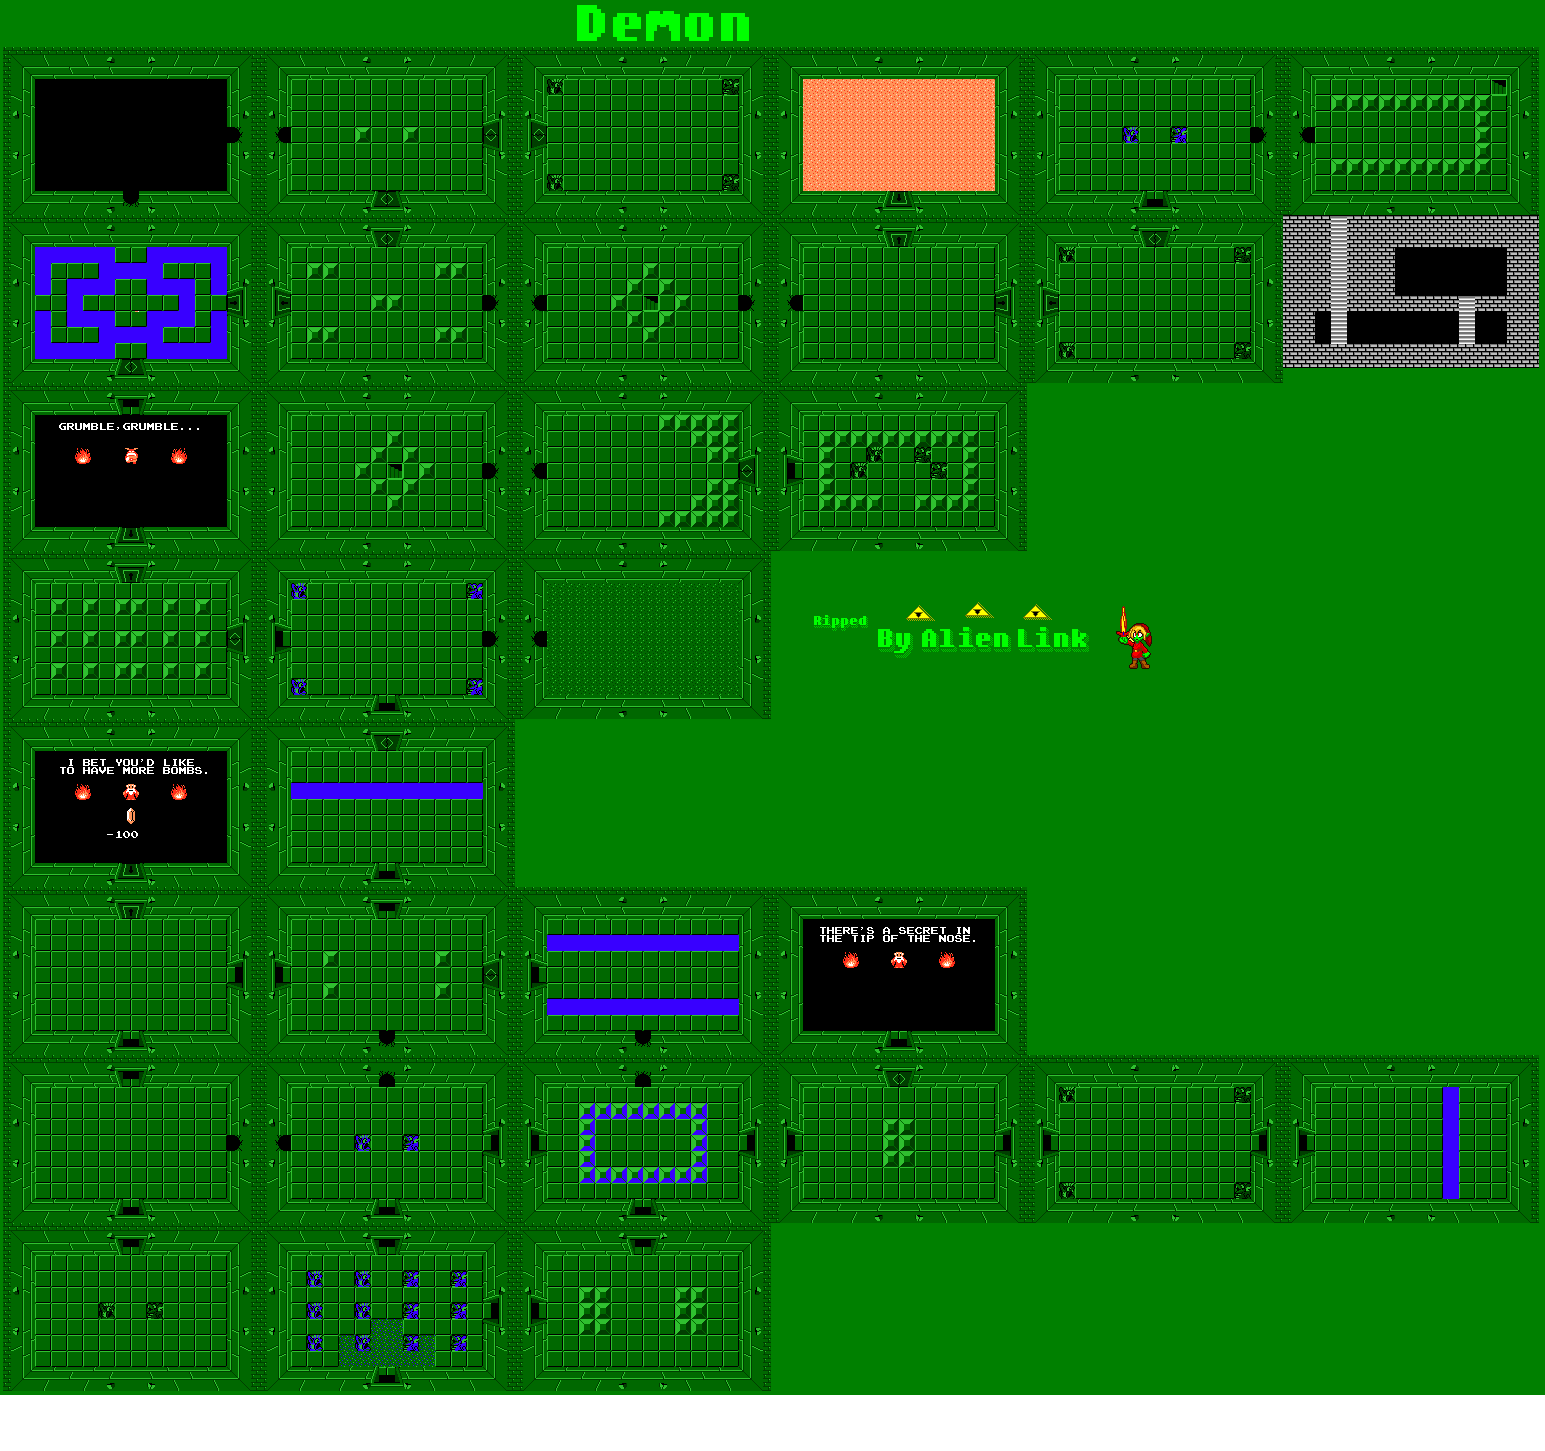 Demon
GRUMBLE,GRUMBLE...
Ripped
By Alien Link
I BET YOU'D LIKE
TO HAVE MORE BOMBS.
-100
THERE'S A SECRET IN
THE TIP OF THE NOSE.